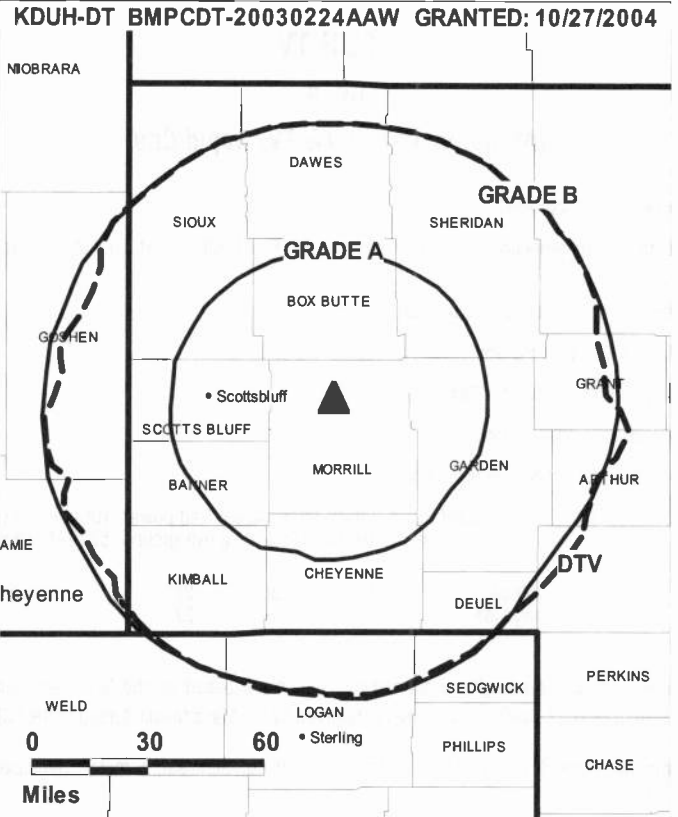 KDUH-DT BMPCDT-20030224AAW GRANTED: 10/27/2004
NIOBRARA
DAWES
GRADE B
SIOUX
SHERIDAN
GRADE A
BOX BUTTE
GOSHEN
GRANT
• Scottsbluff
SCOTTS BLUFF
MORRILL
GARDEN
ARTHUR
BANNER
AMIE
DTV
CHEYENNE
KIMBALL
heyenne
DEUEL
PERKINS
SEDGWICK
WELD
LOGAN
• Sterling
0 30 60
PHILLIPS
CHASE
Miles